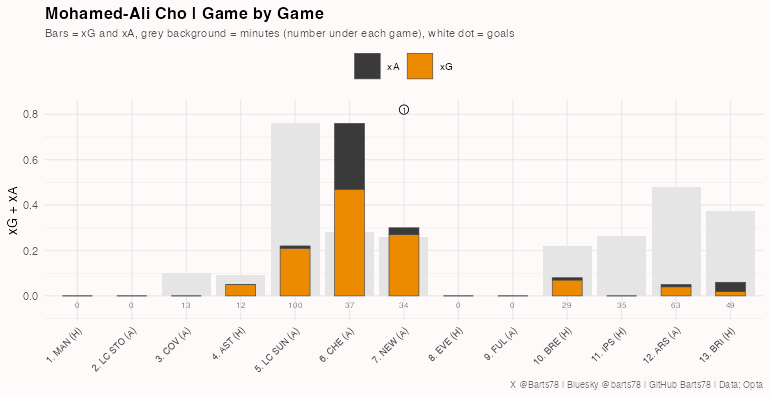 Mohamed-Ali Cho | Game by Game
Bars = xG and xA, grey background = minutes (number under each game), white dot = goals
xA xG
xG + xA
0.8
0.6
0.4
0.2
0.0
1
0 0 13 12 100 37 34 0 0 29 35 63 49
1. MAN (H)
2. LC STO (A)
3. COV (A)
4. AST (H)
5. LC SUN (A)
6. CHE (A)
7. NEW (A)
8. EVE (H)
9. FUL (A)
10. BRE (H)
11. IPS (H)
12. ARS (A)
13. BRI (H)
X @Barts78 | Bluesky @barts78 | GitHub Barts78 | Data: Opta